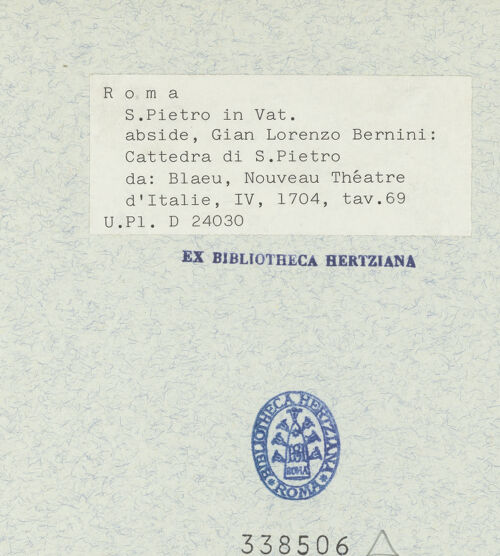 R o m a
S.Pietro in Vat.
abside, Gian Lorenzo Bernini:
Cattedra di S.Pietro
da: Blaeu, Nouveau Théatre
d'Italie, IV, 1704, tav.69
U.Pl. D 24030
EX BIBLIOTHECA HERTZIANA
BIBLIOTHECA HERTZIANA
ROMA
ROMA
338506